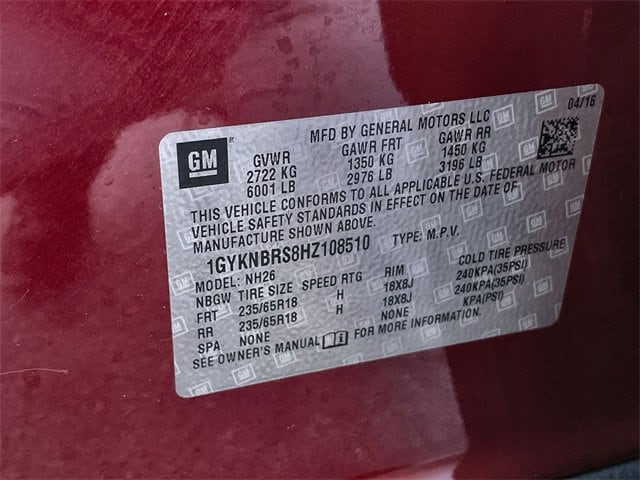 04/16
MFD BY GENERAL MOTORS LLC
GM
GVWR GAWR FRT GAWR RR
2722 KG 1350 KG 1450 KG
6001 LB 2976 LB 3196 LB
THIS VEHICLE CONFORMS TO ALL APPLICABLE U.S. FEDERAL MOTOR
VEHICLE SAFETY STANDARDS IN EFFECT ON THE DATE OF
MANUFACTURE SHOWN ABOVE.
1GYKNBRS8HZ108510 TYPE: M.P.V.
MODEL: NH26
NBGW TIRE SIZE SPEED RTG RIM COLD TIRE PRESSURE
FRT 235/65R18 H 18X8J 240KPA(35PSI)
RR 235/65R18 H 18X8J 240KPA(35PSI)
SPA NONE NONE KPA(PSI)
SEE OWNER'S MANUAL i FOR MORE INFORMATION.